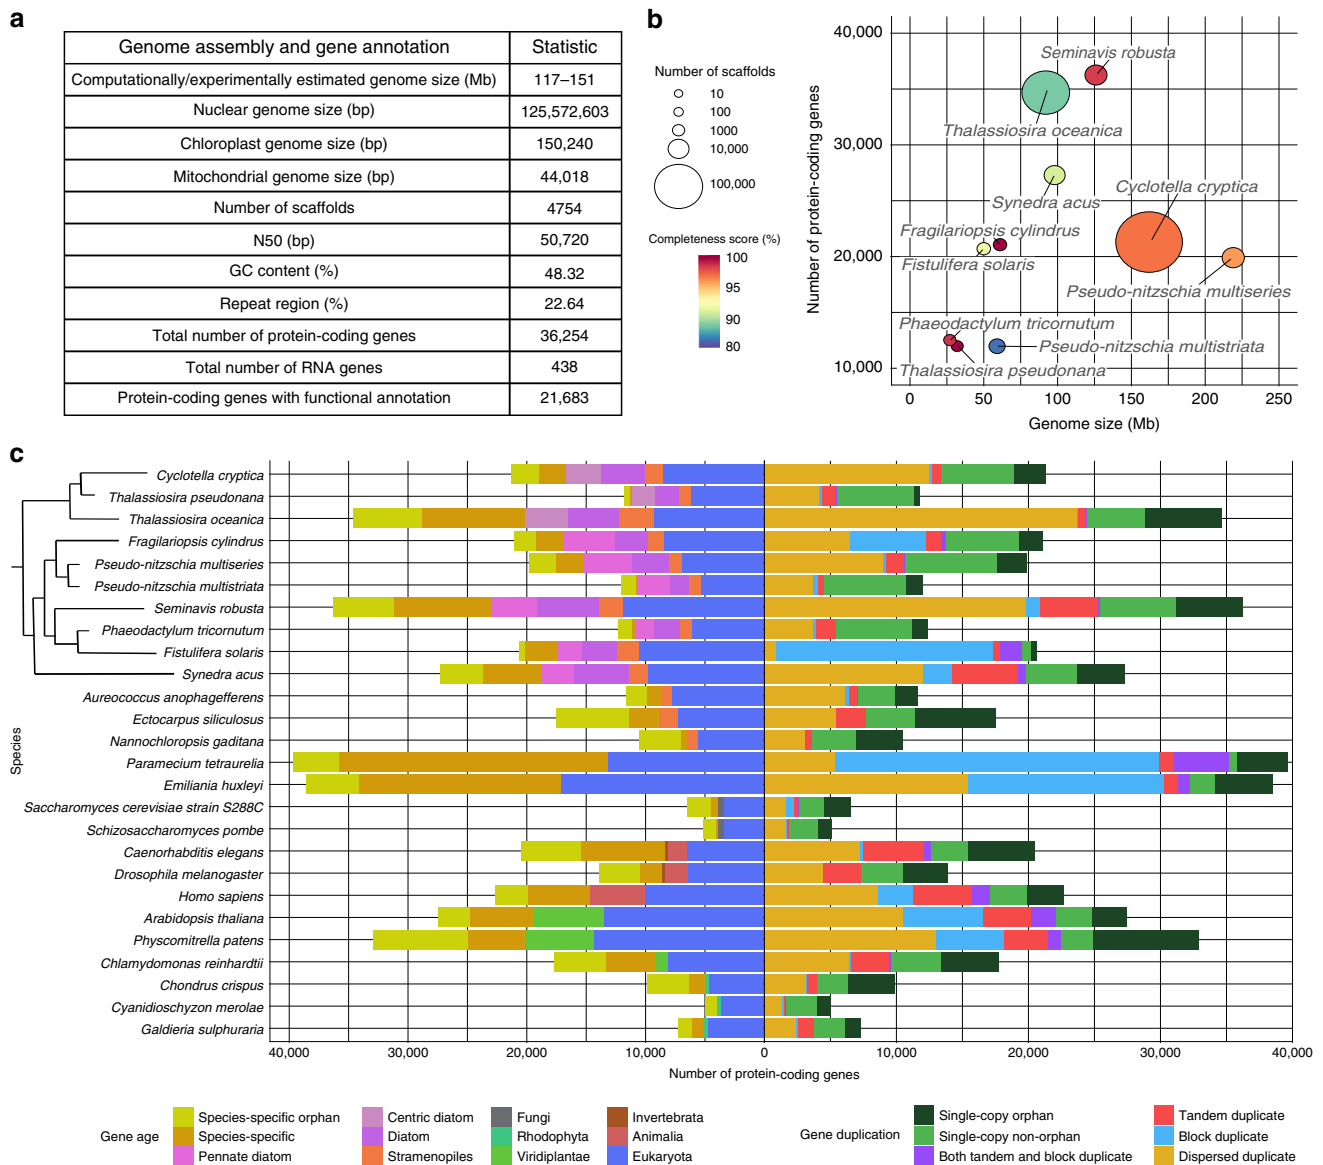 a
Genome assembly and gene annotation Statistic
Computationally/experimentally estimated genome size (Mb) 117–151
Nuclear genome size (bp) 125,572,603
Chloroplast genome size (bp) 150,240
Mitochondrial genome size (bp) 44,018
Number of scaffolds 4754
N50 (bp) 50,720
GC content (%) 48.32
Repeat region (%) 22.64
Total number of protein-coding genes 36,254
Total number of RNA genes 438
Protein-coding genes with functional annotation 21,683
b
Number of scaffolds
10
100
1000
10,000
100,000
Completeness score (%)
100
95
90
80
Number of protein-coding genes
40,000
30,000
20,000
10,000
Seminavis robusta
Thalassiosira oceanica
Cyclotella cryptica
Synedra acus
Fragilariopsis cylindrus
Fistulifera solaris
Pseudo-nitzschia multiseries
Phaeodactylum tricornutum
Pseudo-nitzschia multistriata
Thalassiosira pseudonana
0 50 100 150 200 250
Genome size (Mb)
c
Species
Cyclotella cryptica
Thalassiosira pseudonana
Thalassiosira oceanica
Fragilariopsis cylindrus
Pseudo-nitzschia multiseries
Pseudo-nitzschia multistriata
Seminavis robusta
Phaeodactylum tricornutum
Fistulifera solaris
Synedra acus
Aureococcus anophagefferens
Ectocarpus siliculosus
Nannochloropsis gaditana
Paramecium tetraurelia
Emiliania huxleyi
Saccharomyces cerevisiae strain S288C
Schizosaccharomyces pombe
Caenorhabditis elegans
Drosophila melanogaster
Homo sapiens
Arabidopsis thaliana
Physcomitrella patens
Chlamydomonas reinhardtii
Chondrus crispus
Cyanidioschyzon merolae
Galdieria sulphuraria
40,000 30,000 20,000 10,000 0 10,000 20,000 30,000 40,000
Number of protein-coding genes
Gene age
Species-specific orphan
Species-specific
Pennate diatom
Centric diatom
Diatom
Stramenopiles
Fungi
Rhodophyta
Viridiplantae
Invertebrata
Animalia
Eukaryota
Gene duplication
Single-copy orphan
Single-copy non-orphan
Both tandem and block duplicate
Tandem duplicate
Block duplicate
Dispersed duplicate